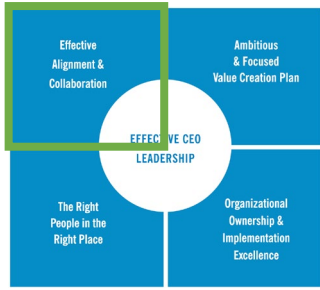 Effective
Alignment &
Collaboration
Ambitious
& Focused
Value Creation Plan
EFFECTIVE CEO
LEADERSHIP
The Right
People in the
Right Place
Organizational
Ownership &
Implementation
Excellence